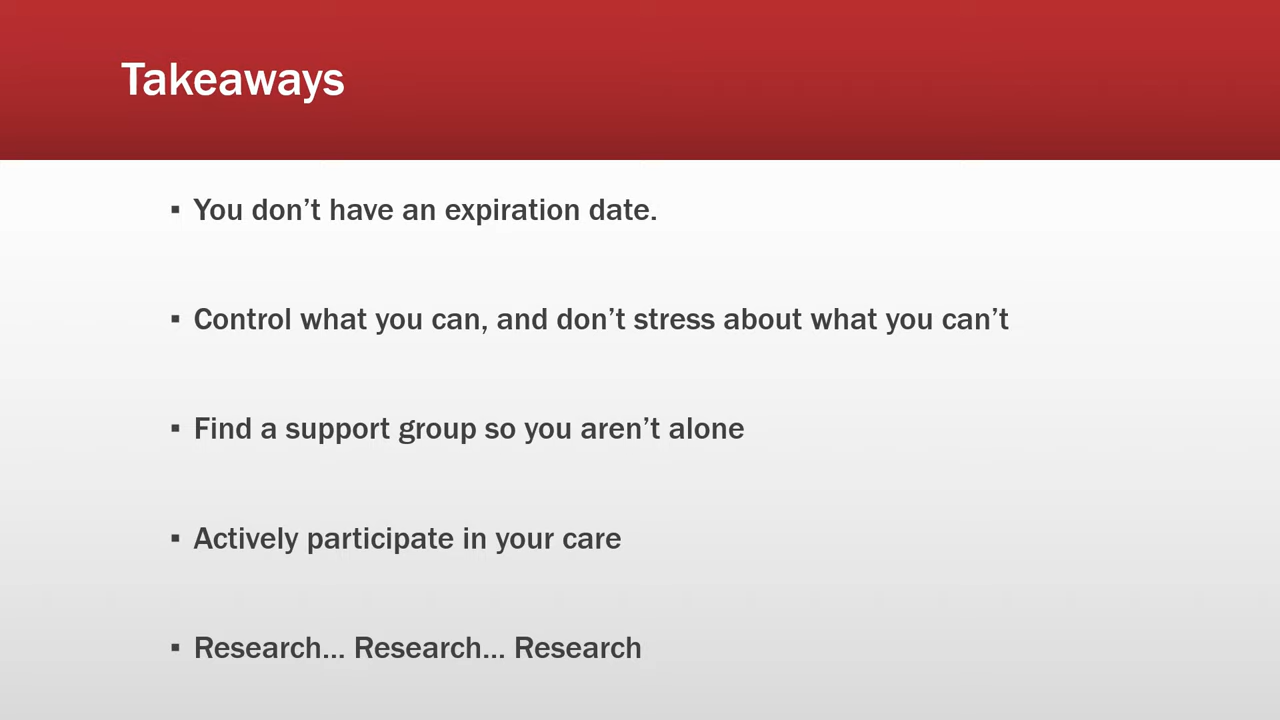 Takeaways
▪ You don’t have an expiration date.
▪ Control what you can, and don’t stress about what you can’t
▪ Find a support group so you aren’t alone
▪ Actively participate in your care
▪ Research... Research... Research